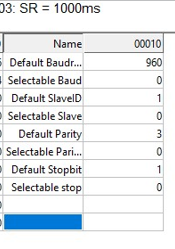 03: SR = 1000ms
Name 00010
Default Baudr... 960
Selectable Baud 0
Default SlaveID 1
Selectable Slave 0
Default Parity 3
Selectable Pari... 0
Default Stopbit 1
Selectable stop 0